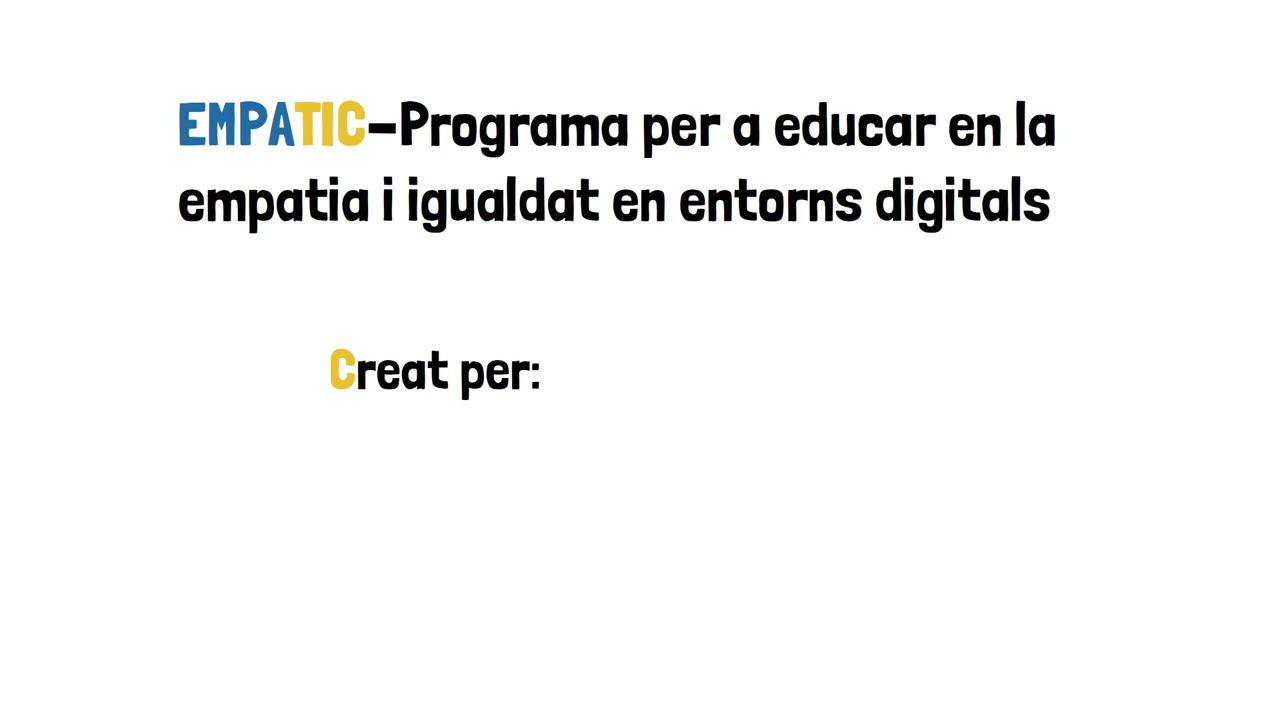 EMPATIC-Programa per a educar en la
empatia i igualdat en entorns digitals
Creat per: